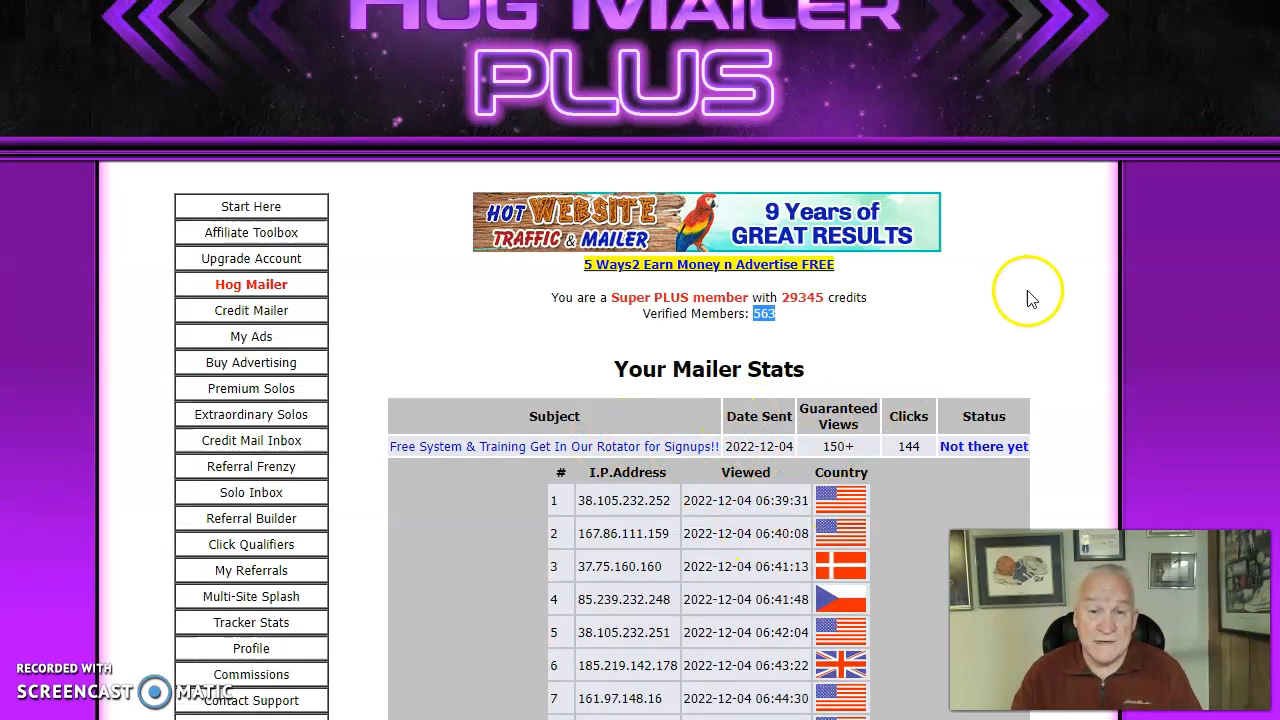 HOG MAILER
PLUS
Start Here
Affiliate Toolbox
Upgrade Account
Hog Mailer
Credit Mailer
My Ads
Buy Advertising
Premium Solos
Extraordinary Solos
Credit Mail Inbox
Referral Frenzy
Solo Inbox
Referral Builder
Click Qualifiers
My Referrals
Multi-Site Splash
Tracker Stats
Profile
Commissions
Contact Support
HOT WEBSITE
TRAFFIC & MAILER
9 Years of
GREAT RESULTS
5 Ways2 Earn Money n Advertise FREE
You are a Super PLUS member with 29345 credits
Verified Members: 563
Your Mailer Stats
Subject Date Sent Guaranteed Views Clicks Status
Free System & Training Get In Our Rotator for Signups!! 2022-12-04 150+ 144 Not there yet
# I.P.Address Viewed Country
1 38.105.232.252 2022-12-04 06:39:31
2 167.86.111.159 2022-12-04 06:40:08
3 37.75.160.160 2022-12-04 06:41:13
4 85.239.232.248 2022-12-04 06:41:48
5 38.105.232.251 2022-12-04 06:42:04
6 185.219.142.178 2022-12-04 06:43:22
7 2022-12-04 06:44:30
RECORDED WITH
SCREENCAST MATIC